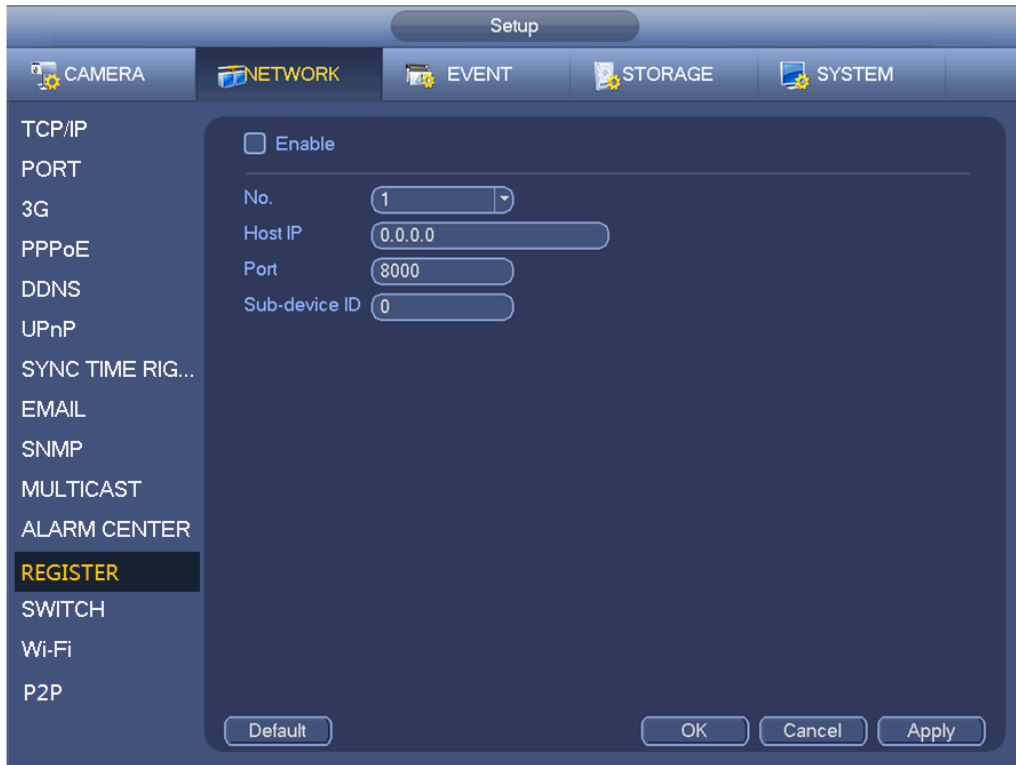 Setup
CAMERA NETWORK EVENT STORAGE SYSTEM
TCP/IP
PORT
3G
PPPoE
DDNS
UPnP
SYNC TIME RIG...
EMAIL
SNMP
MULTICAST
ALARM CENTER
REGISTER
SWITCH
Wi-Fi
P2P
Enable
No. 1
Host IP 0.0.0.0
Port 8000
Sub-device ID 0
Default OK Cancel Apply